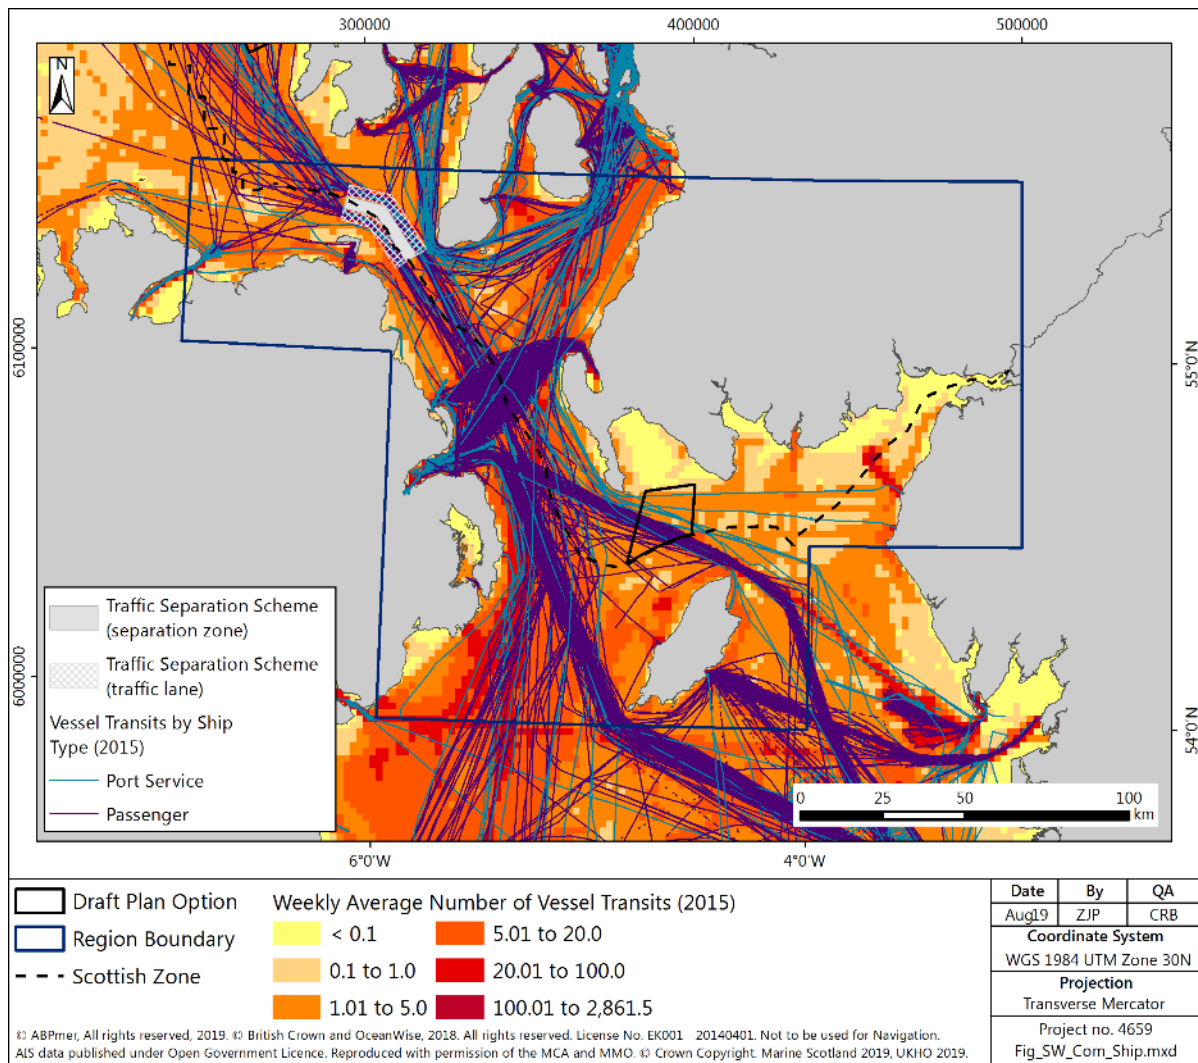 300000
400000
500000
N
6100000
55°0'N
6000000
54°0'N
Traffic Separation Scheme
(separation zone)
Traffic Separation Scheme
(traffic lane)
Vessel Transits by Ship
Type (2015)
Port Service
Passenger
0 25 50 100
km
6°0'W
4°0'W
Draft Plan Option
Region Boundary
Scottish Zone
Weekly Average Number of Vessel Transits (2015)
< 0.1
5.01 to 20.0
0.1 to 1.0
20.01 to 100.0
1.01 to 5.0
100.01 to 2,861.5
Date By QA
Aug19 ZJP CRB
Coordinate System
WGS 1984 UTM Zone 30N
Projection
Transverse Mercator
Project no. 4659
Fig_SW_Com_Ship.mxd
© ABPmer, All rights reserved, 2019. © British Crown and OceanWise, 2018. All rights reserved. License No. EK001 20140401. Not to be used for Navigation.
AIS data published under Open Government Licence. Reproduced with permission of the MCA and MMO. © Crown Copyright. Marine Scotland 2019, UKHO 2019.